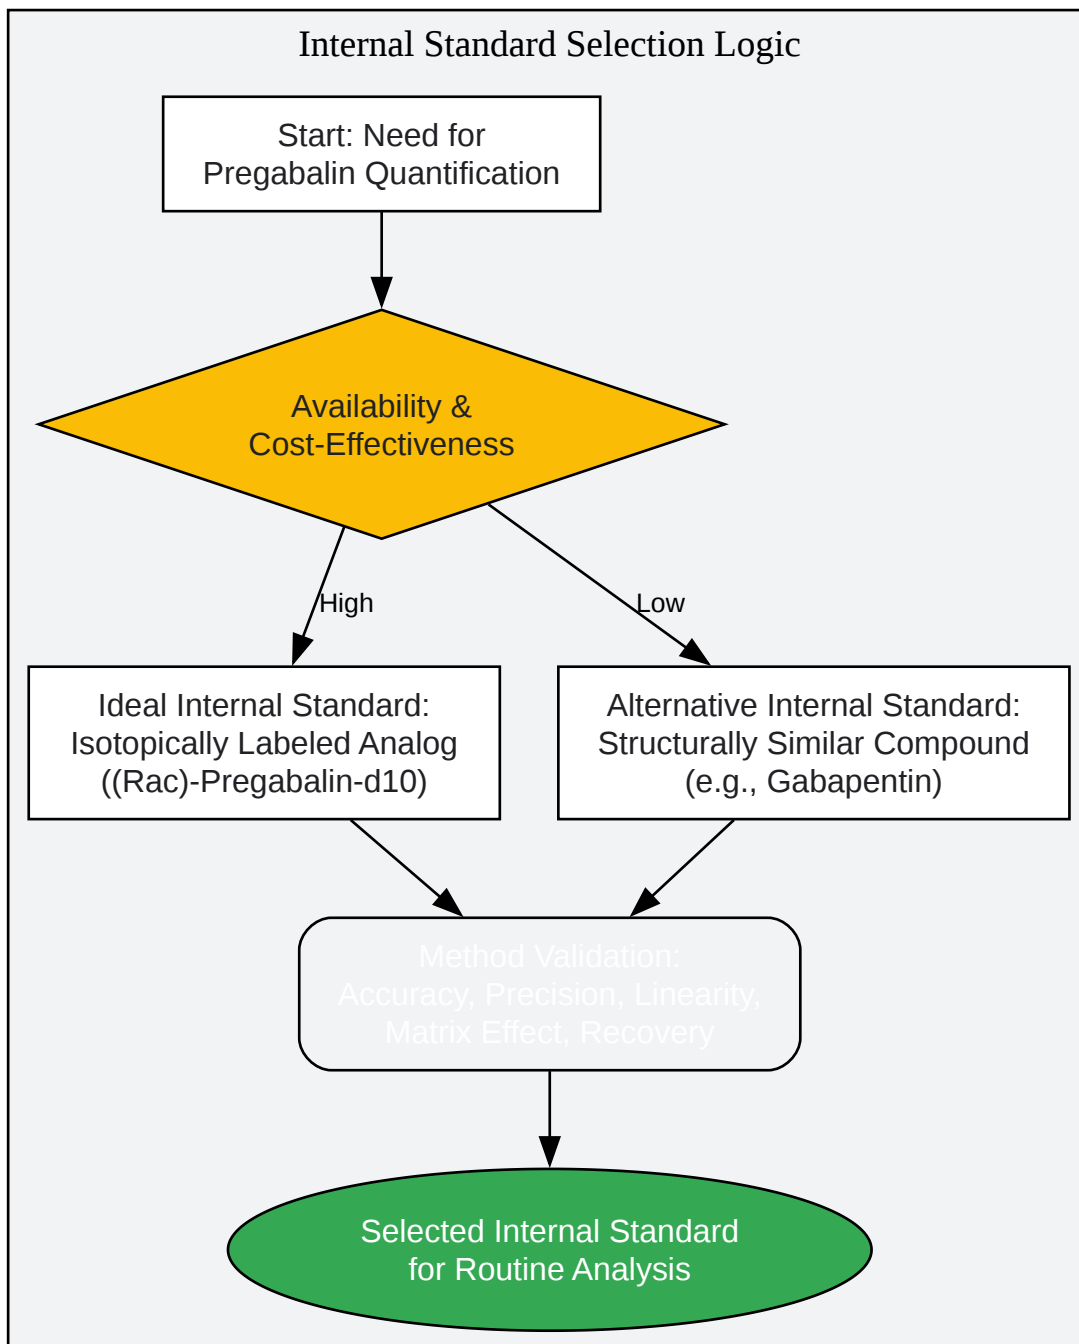 Internal Standard Selection Logic
Start: Need for
Pregabalin Quantification
Availability &
Cost-Effectiveness
High
Low
Ideal Internal Standard:
Isotopically Labeled Analog
((Rac)-Pregabalin-d10)
Alternative Internal Standard:
Structurally Similar Compound
(e.g., Gabapentin)
Method Validation:
Accuracy, Precision, Linearity,
Matrix Effect, Recovery
Selected Internal Standard
for Routine Analysis